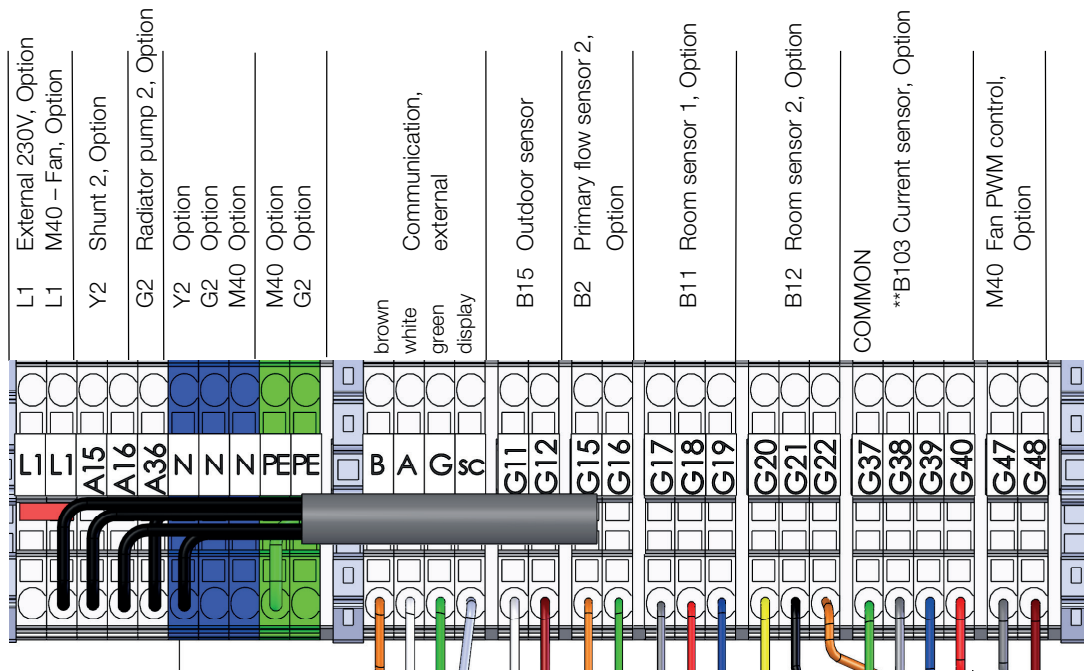 L1 External 230V, Option
L1 M40 – Fan, Option
Y2 Shunt 2, Option
G2 Radiator pump 2, Option
Y2 Option
G2 Option
M40 Option
M40 Option
G2 Option
Communication,
external
brown
white
green
display
B15 Outdoor sensor
B2 Primary flow sensor 2,
Option
B11 Room sensor 1, Option
B12 Room sensor 2, Option
COMMON
**B103 Current sensor, Option
M40 Fan PWM control,
Option
L1 L1 A15 A16 A36 N N N PE PE B A G SC G11 G12 G15 G16 G17 G18 G19 G20 G21 G22 G37 G38 G39 G40 G47 G48